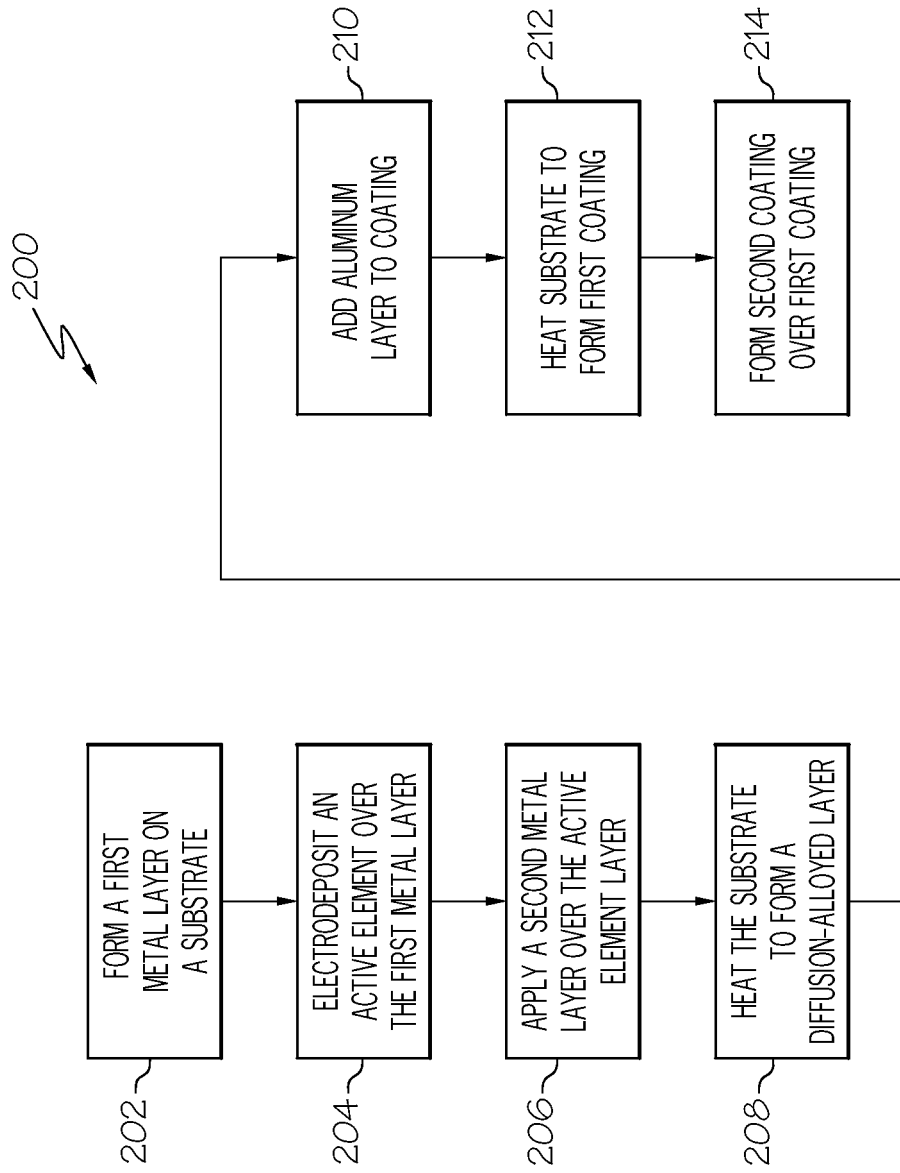 200
202
FORM A FIRST
METAL LAYER ON
A SUBSTRATE
204
ELECTRODEPOSIT AN
ACTIVE ELEMENT OVER
THE FIRST METAL LAYER
206
APPLY A SECOND METAL
LAYER OVER THE ACTIVE
ELEMENT LAYER
208
HEAT THE SUBSTRATE
TO FORM A
DIFFUSION-ALLOYED LAYER
210
ADD ALUMINUM
LAYER TO COATING
212
HEAT SUBSTRATE TO
FORM FIRST COATING
214
FORM SECOND COATING
OVER FIRST COATING